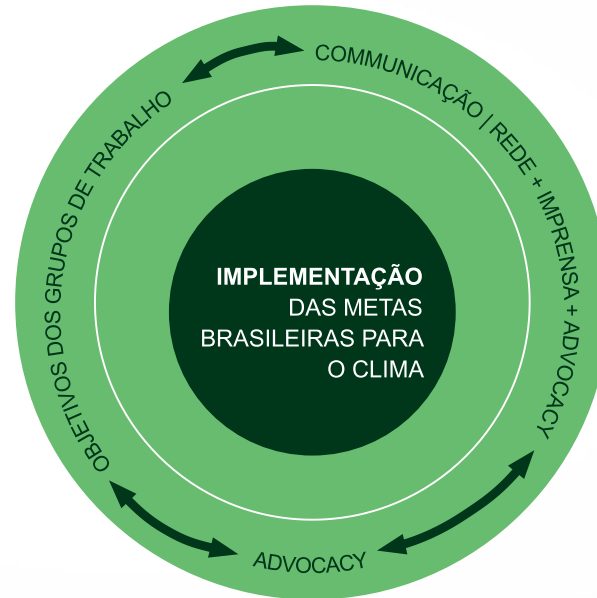 COMMUNICAÇÃO | REDE + IMPRENSA + ADVOCACY
OBJETIVOS DOS GRUPOS DE TRABALHO
IMPLEMENTAÇÃO
DAS METAS
BRASILEIRAS PARA
O CLIMA
ADVOCACY